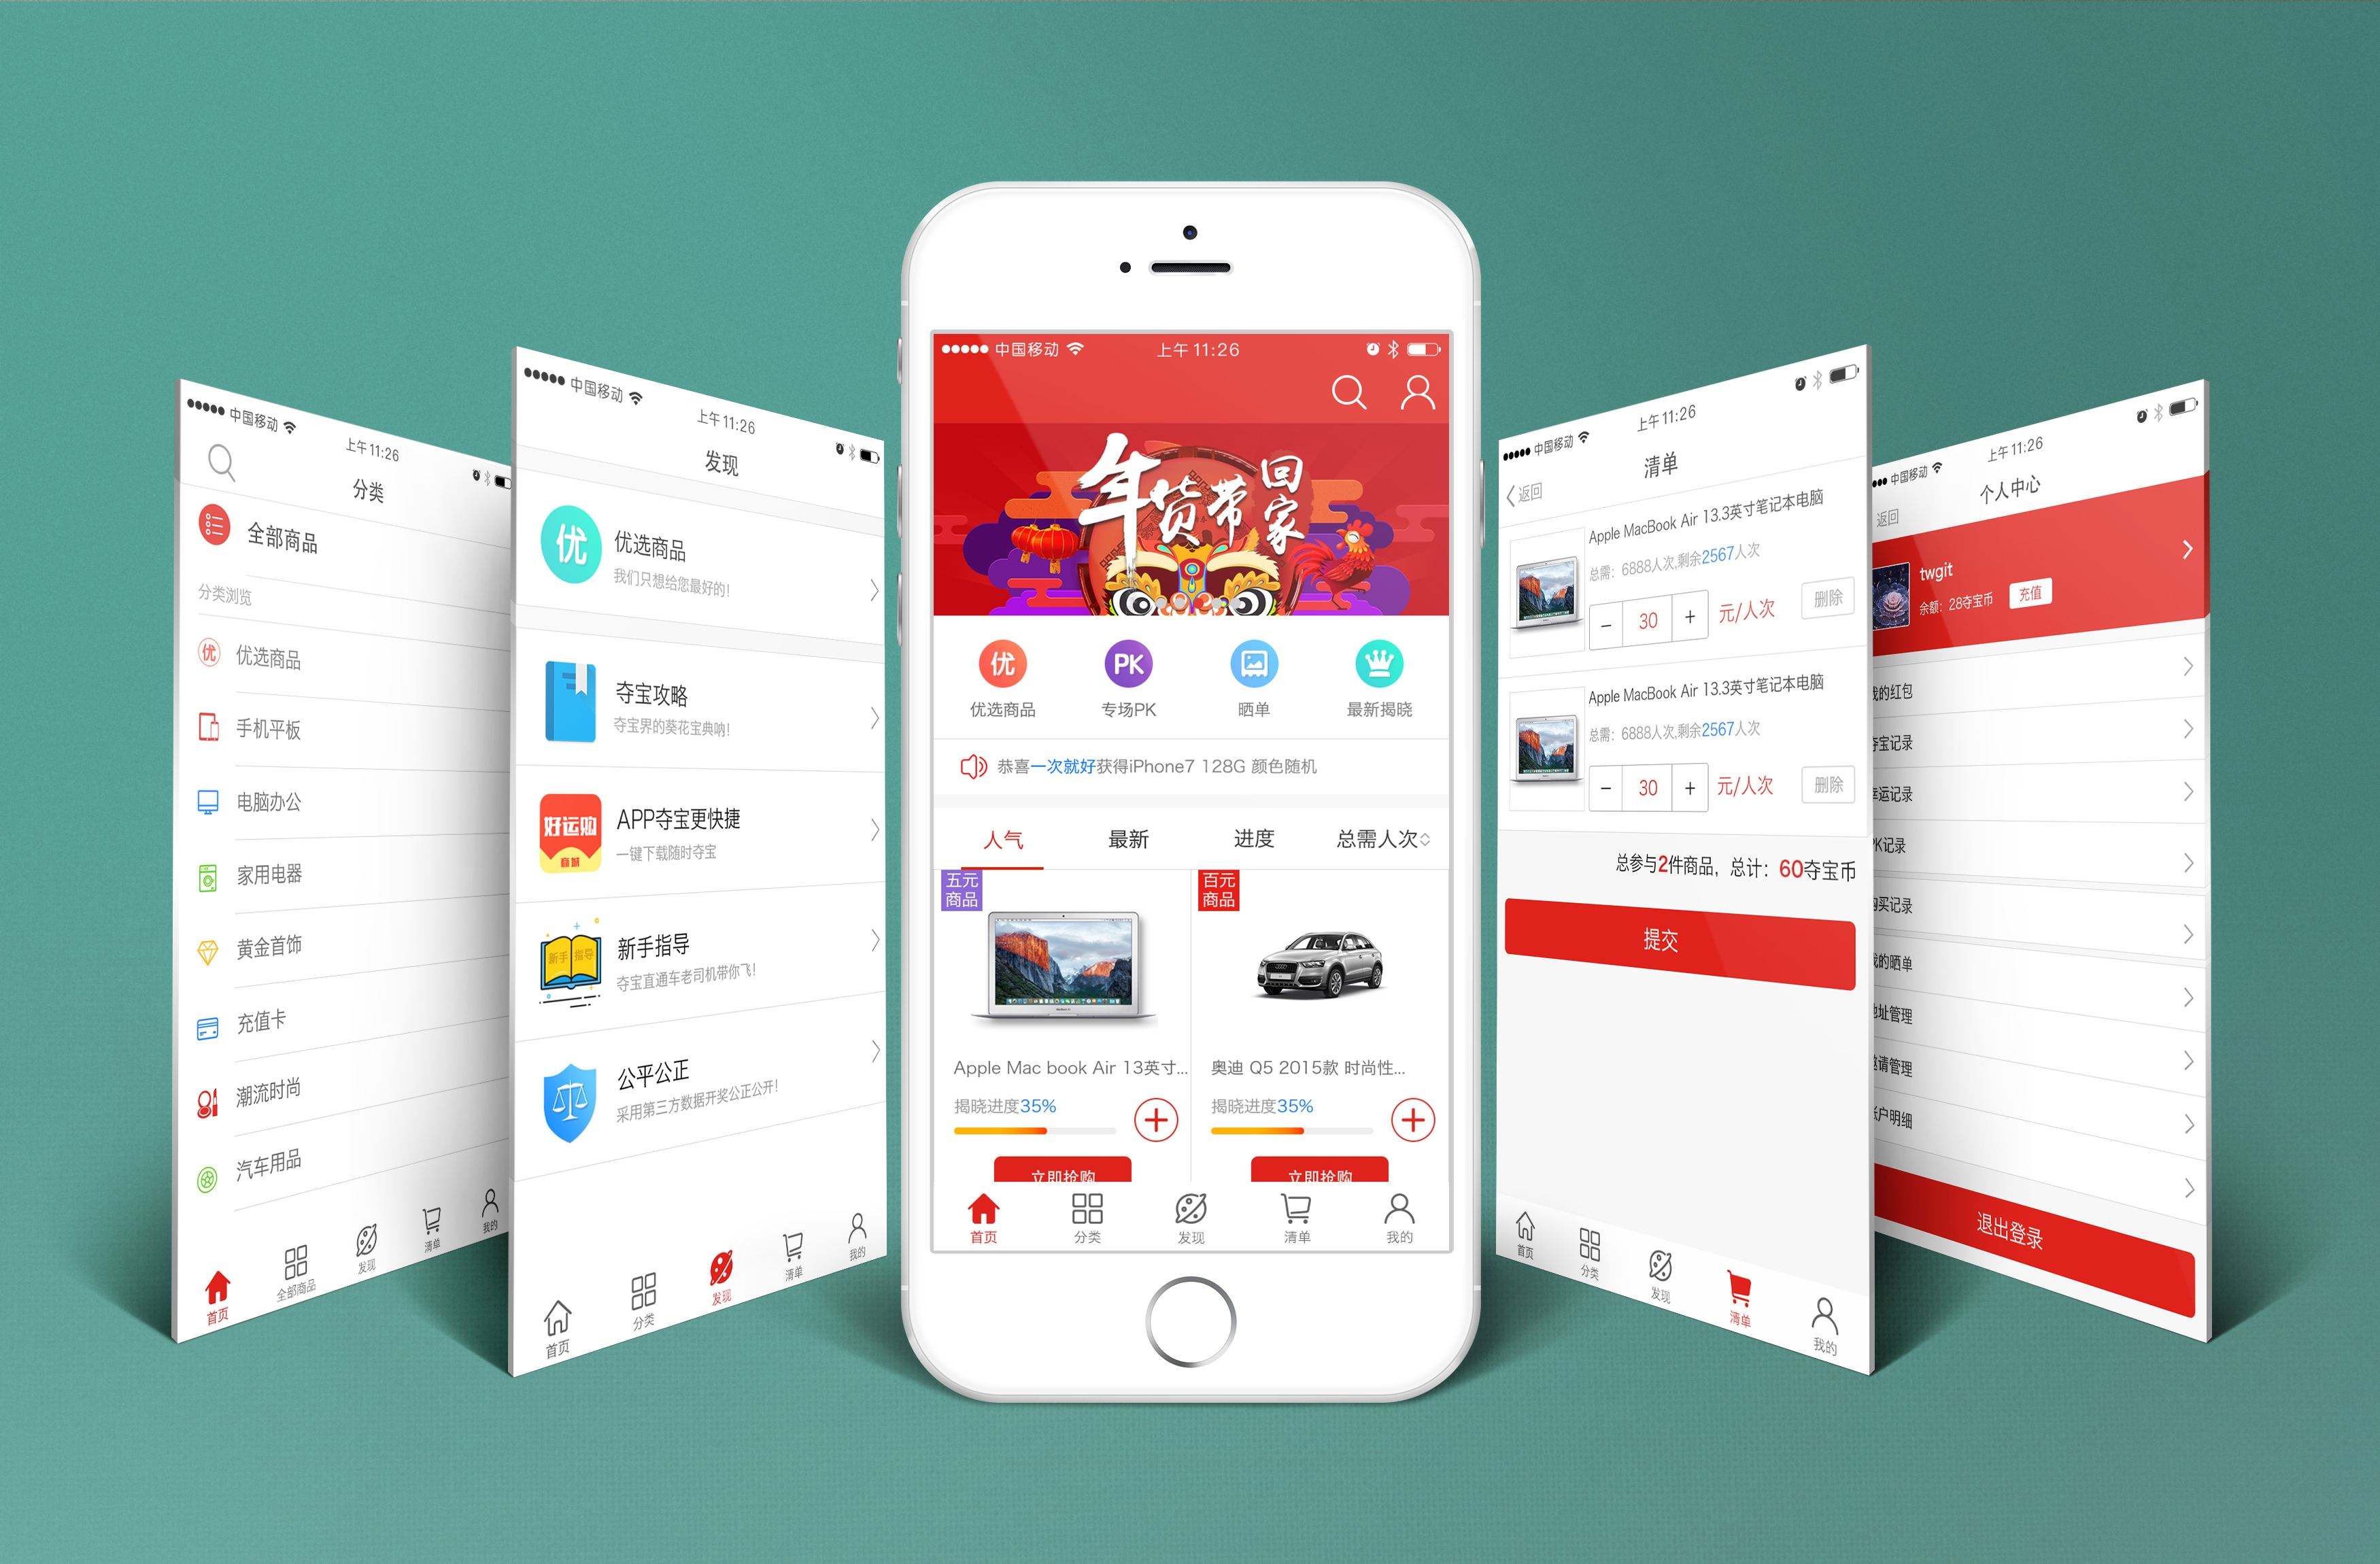 中国移动
上午11:26
分类
全部商品
分类浏览
优
优选商品
手机平板
电脑办公
家用电器
黄金首饰
充值卡
潮流时尚
汽车用品
首页
全部商品
发现
清单
我的
中国移动
上午11:26
发现
优
优选商品
我们只想给您最好的!
夺宝攻略
夺宝界的葵花宝典呐!
好运购
商城
APP夺宝更快捷
一键下载随时夺宝
新手 指导
新手指导
夺宝直通车老司机带你飞!
公平公正
采用第三方数据开奖公正公开!
首页
分类
发现
清单
我的
中国移动
上午11:26
年货带回家
优
PK
优选商品
专场PK
晒单
最新揭晓
恭喜一次就好获得iPhone7 128G 颜色随机
人气
最新
进度
总需人次
五元
商品
百元
商品
Apple Mac book Air 13英寸...
奥迪 Q5 2015款 时尚性...
揭晓进度35%
揭晓进度35%
立即抢购
立即抢购
首页
分类
发现
清单
我的
中国移动
上午11:26
返回
清单
Apple MacBook Air 13.3英寸笔记本电脑
总需: 6888人次,剩余2567人次
− 30 + 元/人次
删除
Apple MacBook Air 13.3英寸笔记本电脑
总需: 6888人次,剩余2567人次
− 30 + 元/人次
删除
总参与2件商品, 总计: 60夺宝币
提交
首页
分类
发现
清单
我的
中国移动
上午11:26
返回
个人中心
twgit
余额: 28夺宝币
充值
的红包
宝记录
运记录
K记录
买记录
的晒单
址管理
请管理
户明细
退出登录